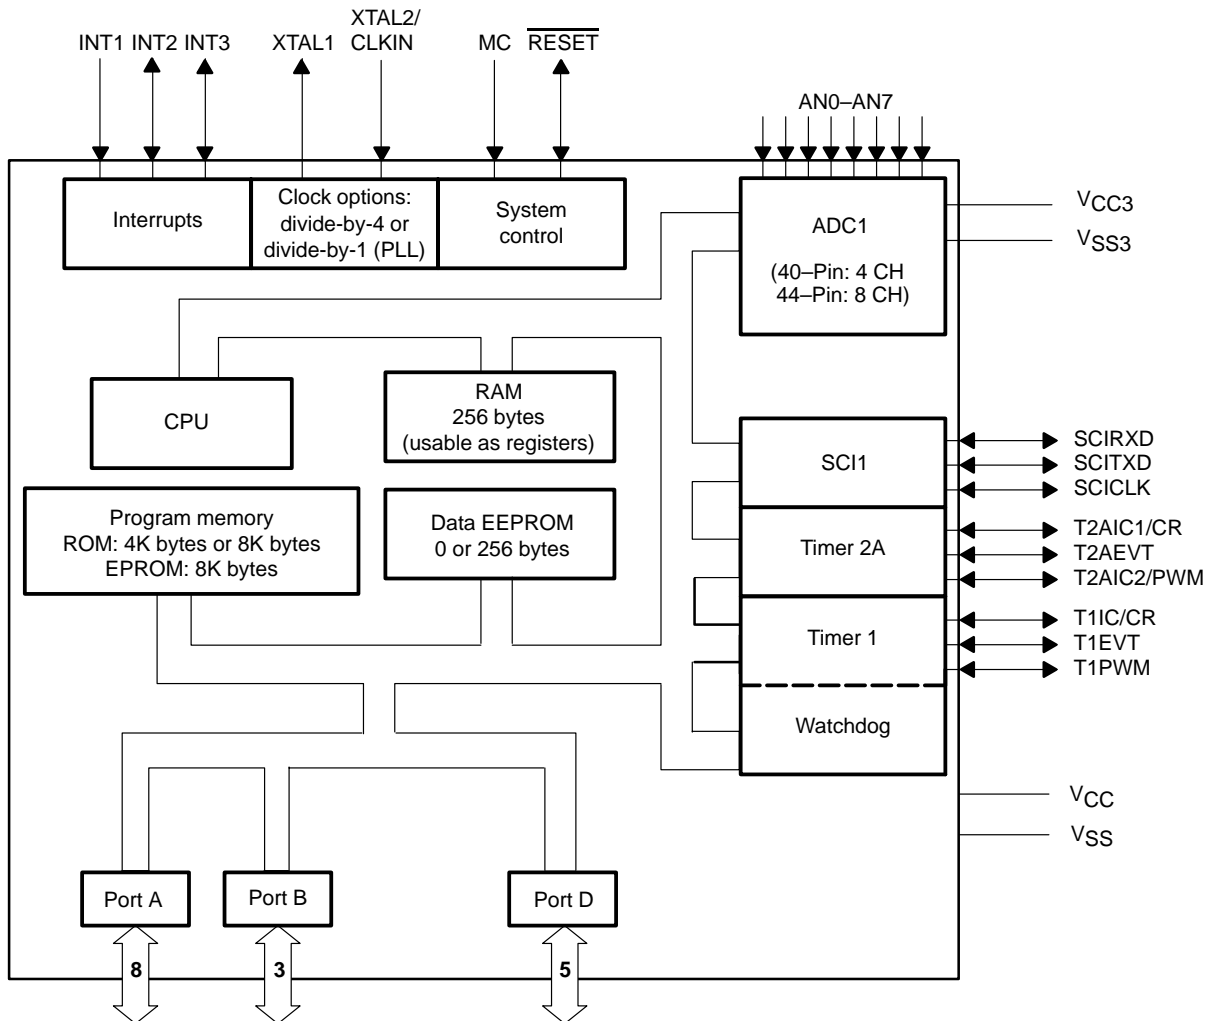 INT1 INT2 INT3 XTAL1 XTAL2/
CLKIN MC RESET
AN0–AN7
Interrupts
Clock options:
divide-by-4 or
divide-by-1 (PLL)
System
control
ADC1
(40–Pin: 4 CH
44–Pin: 8 CH)
VCC3
VSS3
CPU
RAM
256 bytes
(usable as registers)
Program memory
ROM: 4K bytes or 8K bytes
EPROM: 8K bytes
Data EEPROM
0 or 256 bytes
SCI1
SCIRXD
SCITXD
SCICLK
Timer 2A
T2AIC1/CR
T2AEVT
T2AIC2/PWM
Timer 1
T1IC/CR
T1EVT
T1PWM
Watchdog
VCC
VSS
Port A
Port B
Port D
8
3
5